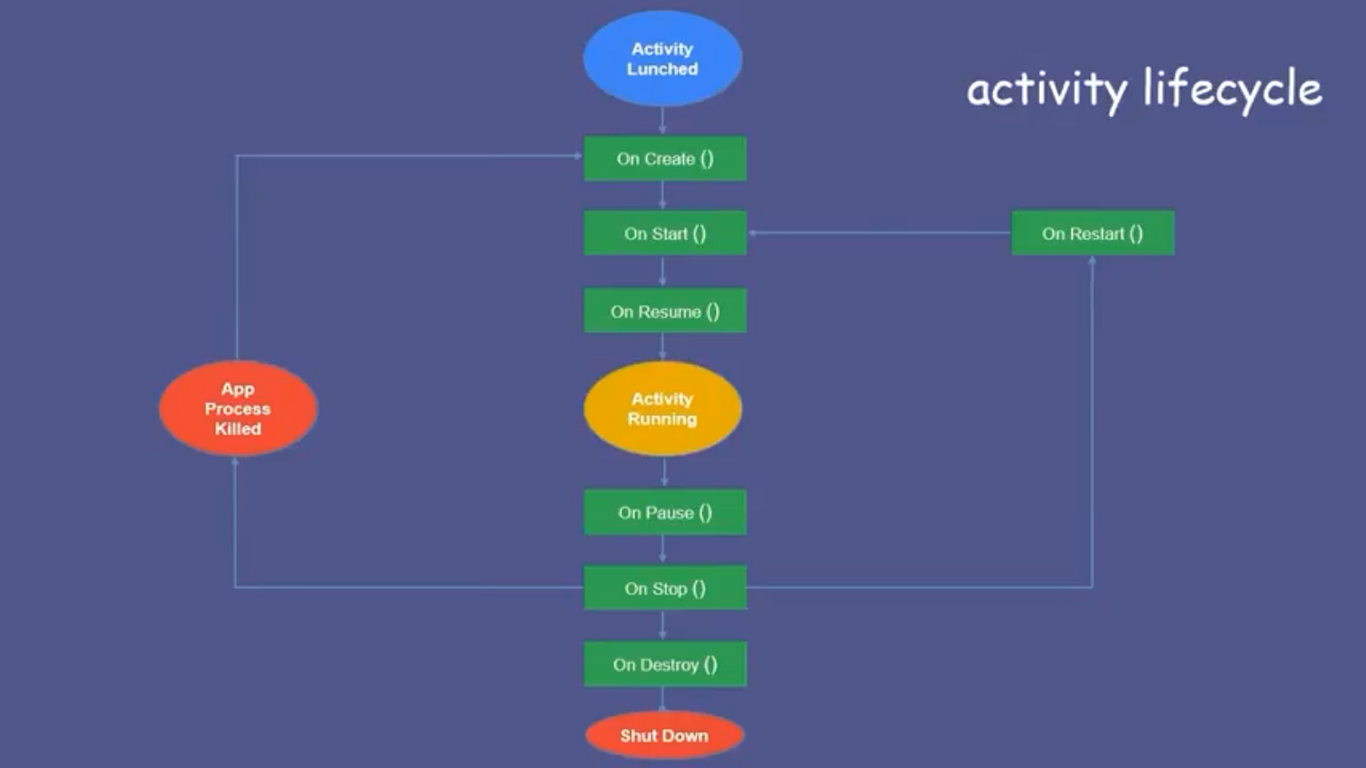 Activity
Lunched
activity lifecycle
On Create ()
On Start ()
On Restart ()
On Resume ()
App
Process
Killed
Activity
Running
On Pause ()
On Stop ()
On Destroy ()
Shut Down